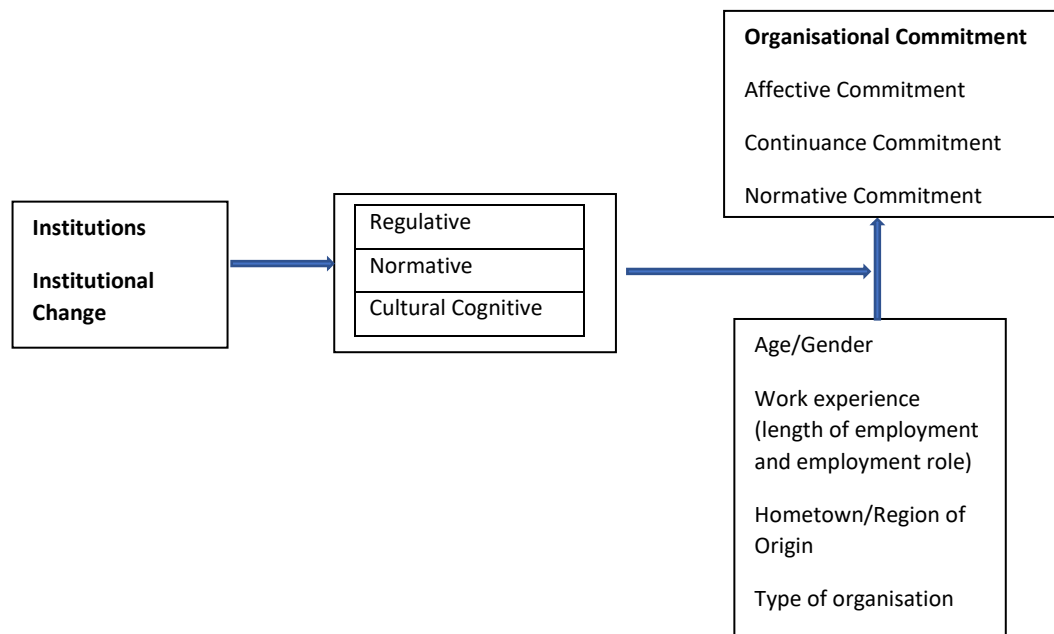 Organisational Commitment
Affective Commitment
Continuance Commitment
Normative Commitment
Institutions
Institutional
Change
Regulative
Normative
Cultural Cognitive
Age/Gender
Work experience
(length of employment
and employment role)
Hometown/Region of
Origin
Type of organisation